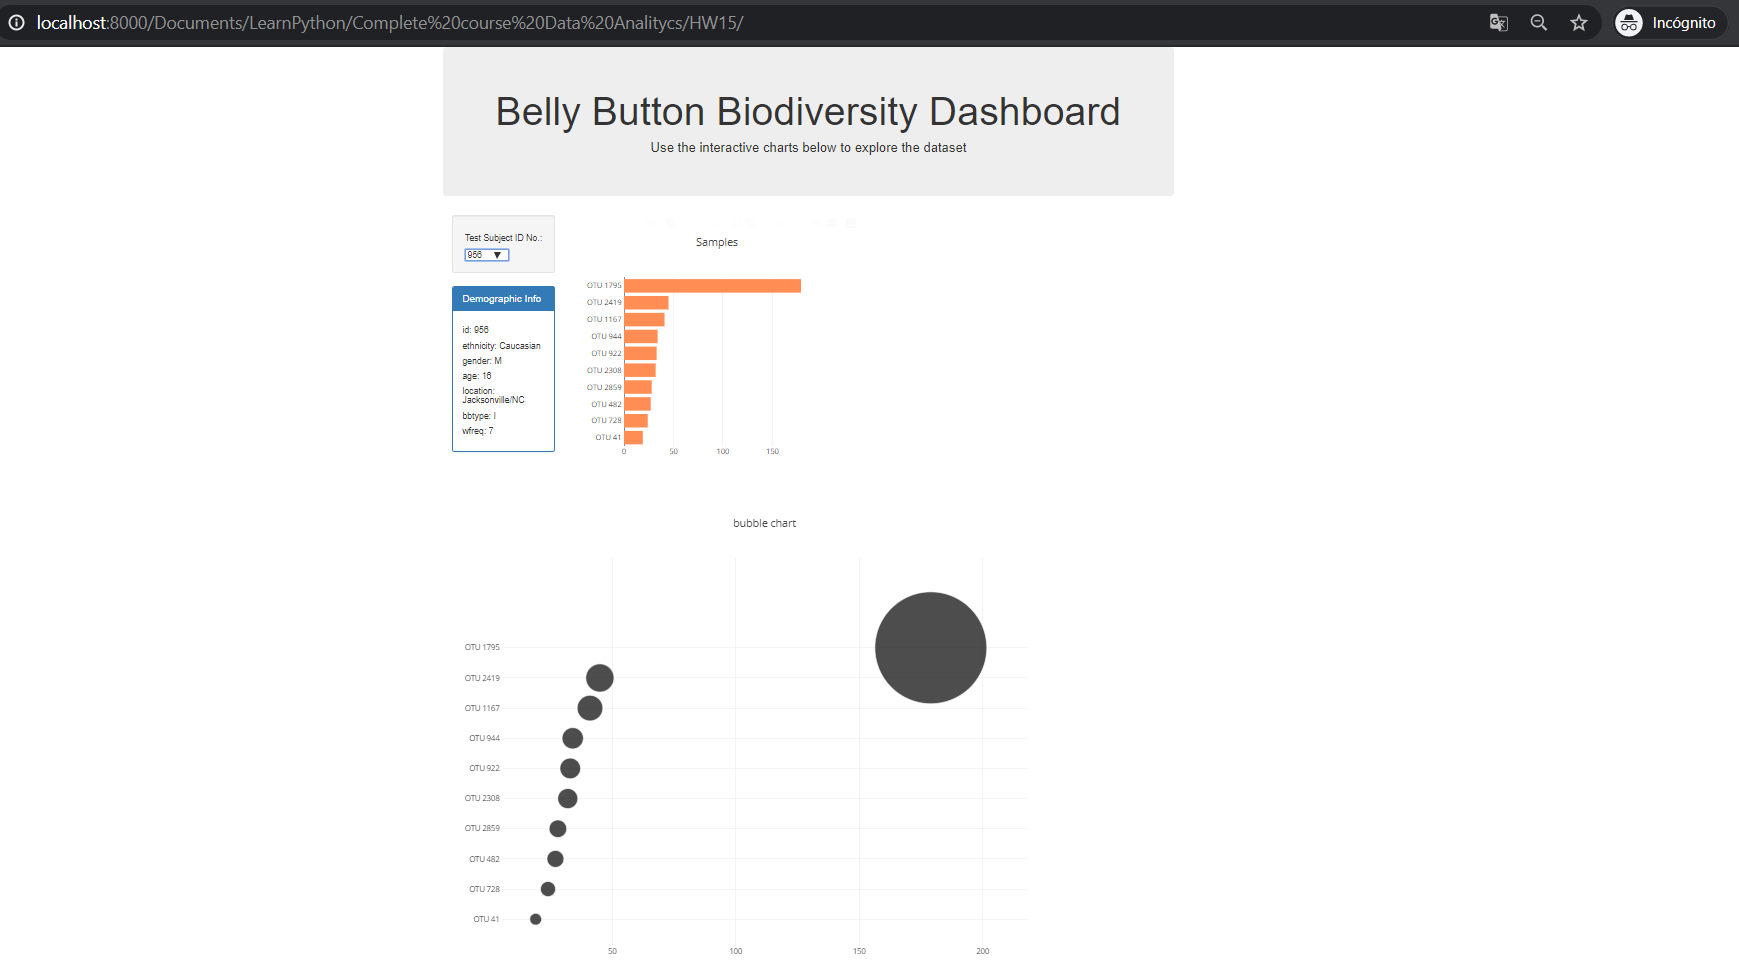 localhost:8000/Documents/LearnPython/Complete%20course%20Data%20Analitycs/HW15/
Incógnito
Belly Button Biodiversity Dashboard
Use the interactive charts below to explore the dataset
Test Subject ID No.:
956
Demographic Info
id: 956
ethnicity: Caucasian
gender: M
age: 16
location:
Jacksonville/NC
bbtype: I
wfreq: 7
Samples
OTU 1795
OTU 2419
OTU 1167
OTU 944
OTU 922
OTU 2308
OTU 2859
OTU 482
OTU 728
OTU 41
0 50 100 150
bubble chart
OTU 1795
OTU 2419
OTU 1167
OTU 944
OTU 922
OTU 2308
OTU 2859
OTU 482
OTU 728
OTU 41
50 100 150 200